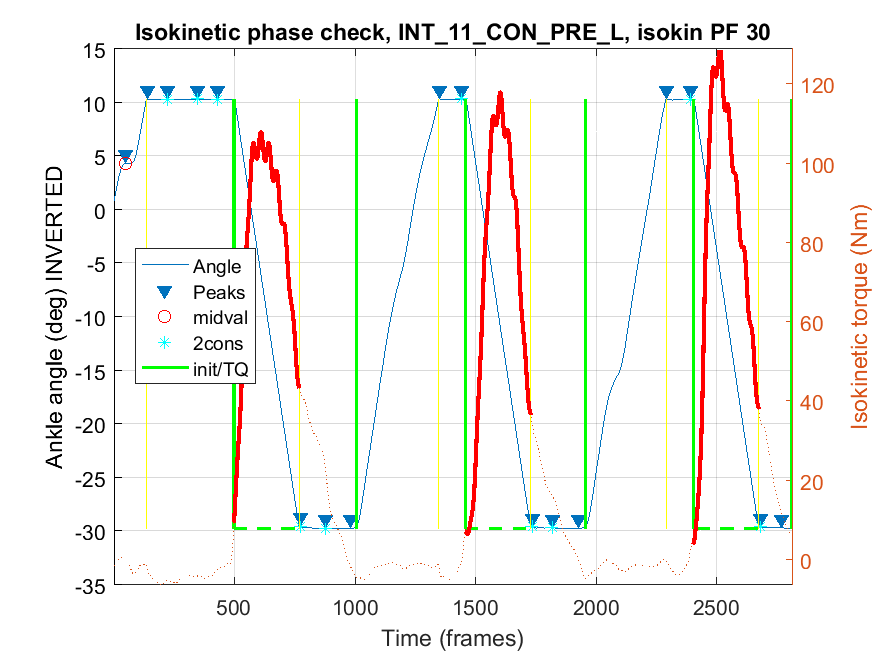 Isokinetic phase check, INT_11_CON_PRE_L, isokin PF 30
15
10
5
0
-5
-10
-15
-20
-25
-30
-35
Ankle angle (deg) INVERTED
Angle
Peaks
midval
2cons
init/TQ
120
100
80
60
40
20
0
Isokinetic torque (Nm)
500
1000
1500
2000
2500
Time (frames)